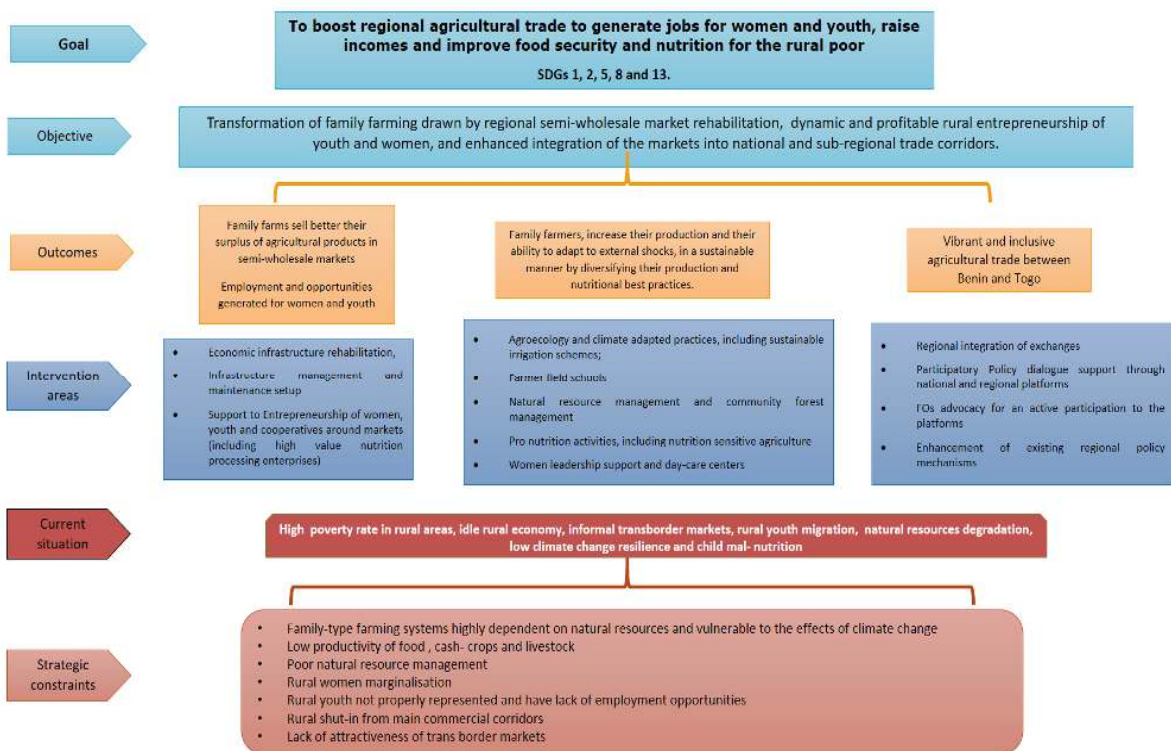 Goal
To boost regional agricultural trade to generate jobs for women and youth, raise
incomes and improve food security and nutrition for the rural poor
SDGs 1, 2, 5, 8 and 13.
Objective
Transformation of family farming drawn by regional semi-wholesale market rehabilitation, dynamic and profitable rural entrepreneurship of
youth and women, and enhanced integration of the markets into national and sub-regional trade corridors.
Outcomes
Family farms sell better their
surplus of agricultural products in
semi-wholesale markets
Employment and opportunities
generated for women and youth
Family farmers, increase their production and their
ability to adapt to external shocks, in a sustainable
manner by diversifying their production and
nutritional best practices.
Vibrant and inclusive
agricultural trade between
Benin and Togo
Intervention
areas
• Economic infrastructure rehabilitation,
• Infrastructure management and
maintenance setup
• Support to Entrepreneurship of women,
youth and cooperatives around markets
(including high value nutrition
processing enterprises)
• Agroecology and climate adapted practices, including sustainable
irrigation schemes;
• Farmer field schools
• Natural resource management and community forest
management
• Pro nutrition activities, including nutrition sensitive agriculture
• Women leadership support and day-care centers
• Regional integration of exchanges
• Participatory Policy dialogue support through
national and regional platforms
• FOs advocacy for an active participation to the
platforms
• Enhancement of existing regional policy
mechanisms
Current
situation
High poverty rate in rural areas, idle rural economy, informal transborder markets, rural youth migration, natural resources degradation,
low climate change resilience and child mal- nutrition
Strategic
constraints
• Family-type farming systems highly dependent on natural resources and vulnerable to the effects of climate change
• Low productivity of food , cash- crops and livestock
• Poor natural resource management
• Rural women marginalisation
• Rural youth not properly represented and have lack of employment opportunities
• Rural shut-in from main commercial corridors
• Lack of attractiveness of trans border markets